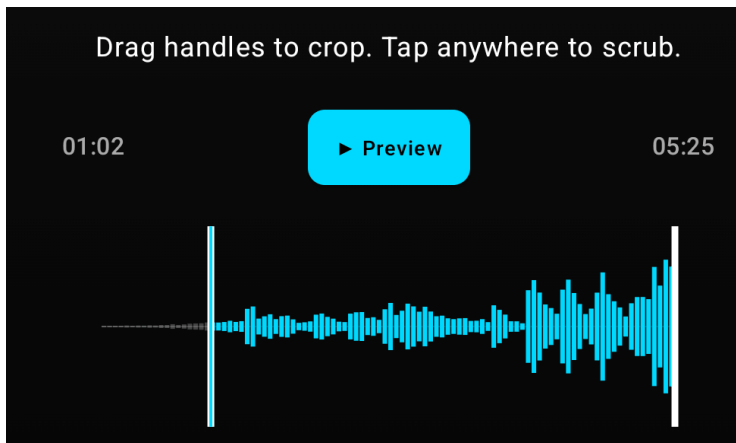 Drag handles to crop. Tap anywhere to scrub.
01:02
► Preview
05:25